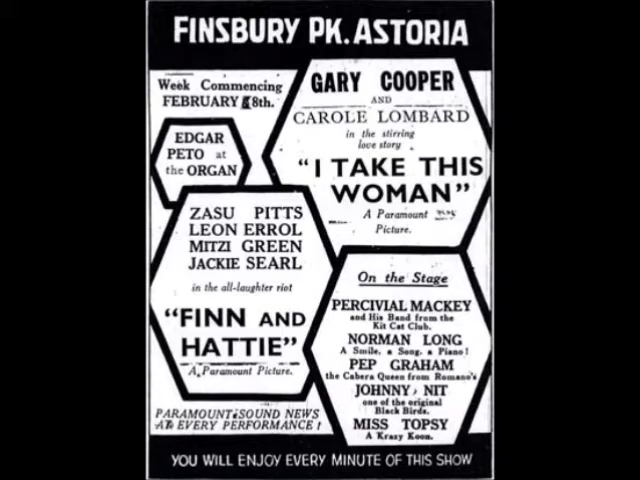 FINSBURY PK. ASTORIA
Week Commencing
FEBRUARY 8th.
EDGAR
PETO at
the ORGAN
GARY COOPER
AND
CAROLE LOMBARD
in the stirring
love story
"I TAKE THIS
WOMAN"
A Paramount
Picture.
ZASU PITTS
LEON ERROL
MITZI GREEN
JACKIE SEARL
in the all-laughter riot
"FINN AND
HATTIE"
A Paramount Picture.
On the Stage
PERCIVIAL MACKEY
and His Band from the
Kit Cat Club.
NORMAN LONG
A Smile, a Song, a Piano!
PEP GRAHAM
the Cabera Queen from Romano's
JOHNNY NIT
one of the original
Black Birds.
MISS TOPSY
A Krazy Koon.
PARAMOUNT SOUND NEWS
AT EVERY PERFORMANCE!
YOU WILL ENJOY EVERY MINUTE OF THIS SHOW